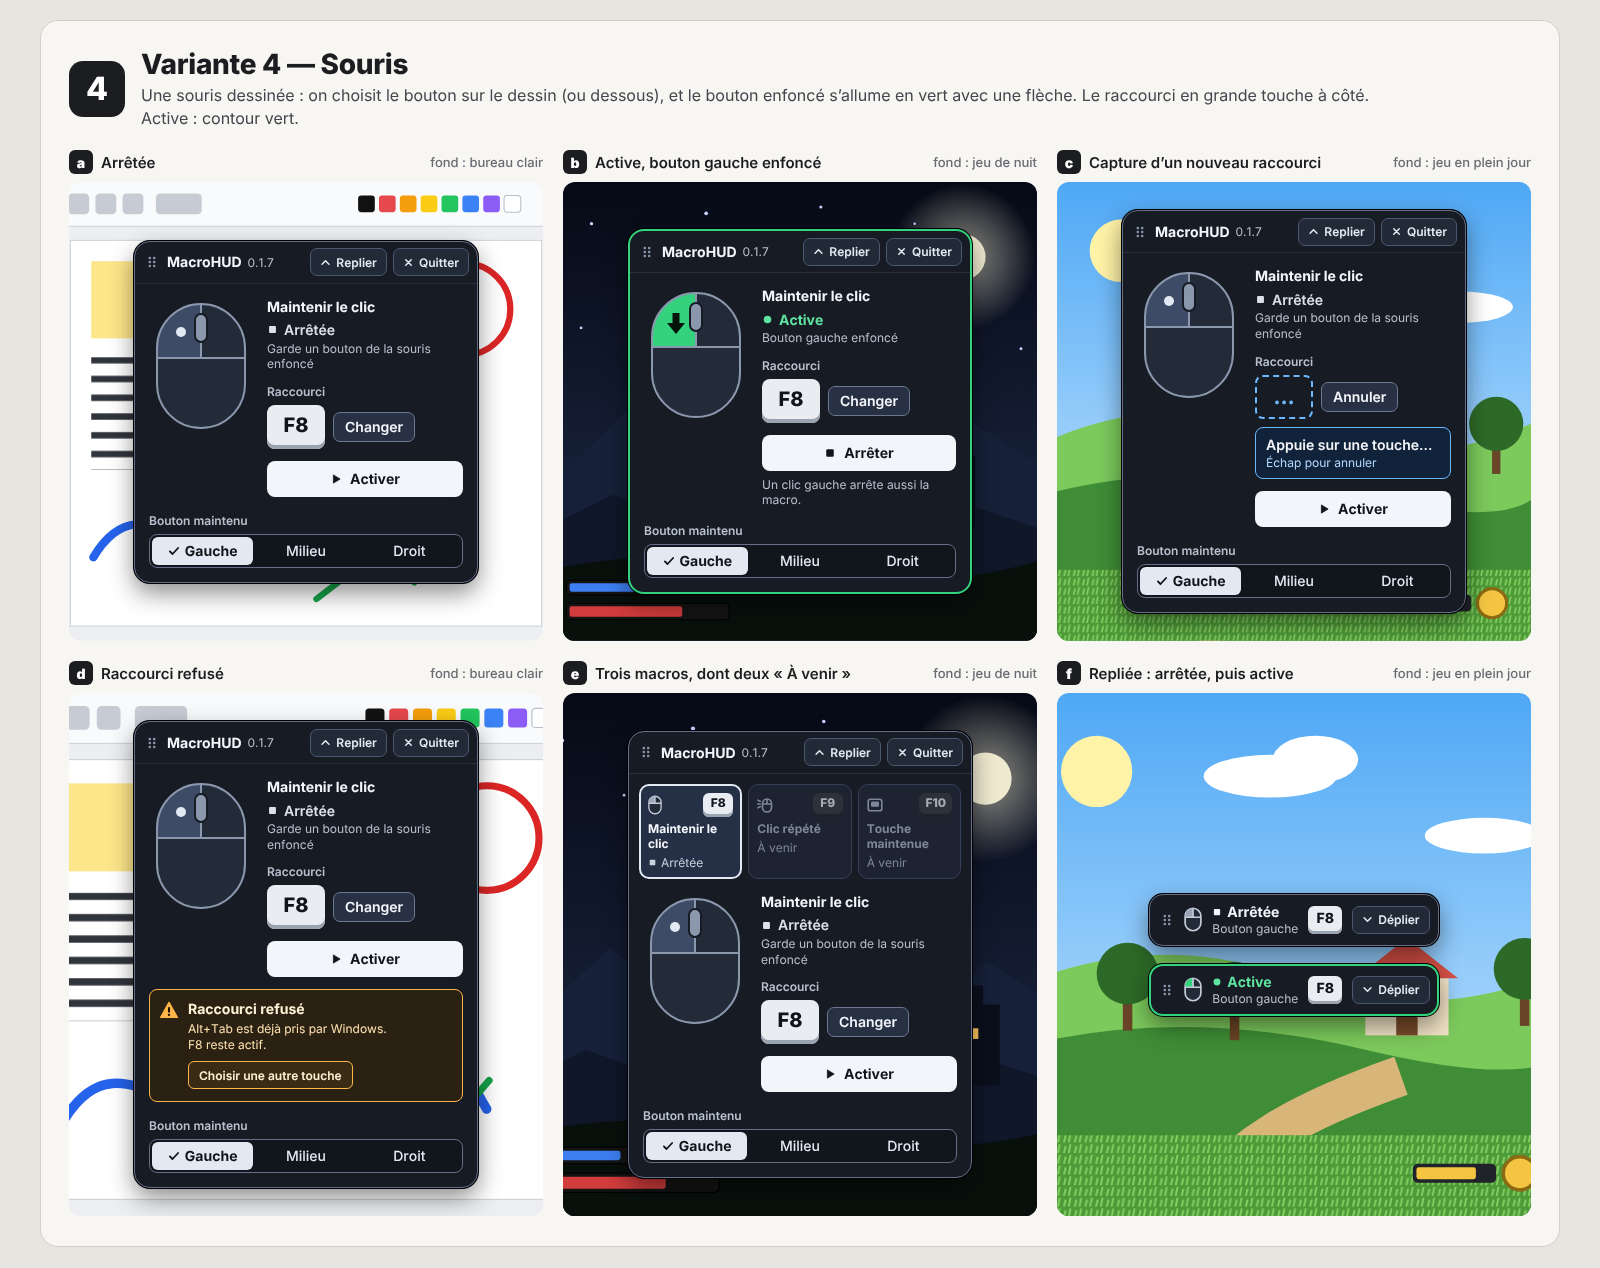 4
Variante 4 — Souris
Une souris dessinée : on choisit le bouton sur le dessin (ou dessous), et le bouton enfoncé s’allume en vert avec une flèche. Le raccourci en grande touche à côté.
Active : contour vert.
a Arrêtée fond : bureau clair
MacroHUD 0.1.7 Replier Quitter
Maintenir le clic
Arrêtée
Garde un bouton de la souris
enfoncé
Raccourci
F8 Changer
Activer
Bouton maintenu
Gauche Milieu Droit
b Active, bouton gauche enfoncé fond : jeu de nuit
MacroHUD 0.1.7 Replier Quitter
Maintenir le clic
Active
Bouton gauche enfoncé
Raccourci
F8 Changer
Arrêter
Un clic gauche arrête aussi la
macro.
Bouton maintenu
Gauche Milieu Droit
c Capture d’un nouveau raccourci fond : jeu en plein jour
MacroHUD 0.1.7 Replier Quitter
Maintenir le clic
Arrêtée
Garde un bouton de la souris
enfoncé
Raccourci
... Annuler
Appuie sur une touche...
Échap pour annuler
Activer
Bouton maintenu
Gauche Milieu Droit
d Raccourci refusé fond : bureau clair
MacroHUD 0.1.7 Replier Quitter
Maintenir le clic
Arrêtée
Garde un bouton de la souris
enfoncé
Raccourci
F8 Changer
Activer
Raccourci refusé
Alt+Tab est déjà pris par Windows.
F8 reste actif.
Choisir une autre touche
Bouton maintenu
Gauche Milieu Droit
e Trois macros, dont deux « À venir » fond : jeu de nuit
MacroHUD 0.1.7 Replier Quitter
F8
Maintenir le
clic
Arrêtée
F9
Clic répété
À venir
F10
Touche
maintenue
À venir
Maintenir le clic
Arrêtée
Garde un bouton de la souris
enfoncé
Raccourci
F8 Changer
Activer
Bouton maintenu
Gauche Milieu Droit
f Repliée : arrêtée, puis active fond : jeu en plein jour
Arrêtée
Bouton gauche
F8 Déplier
Active
Bouton gauche
F8 Déplier